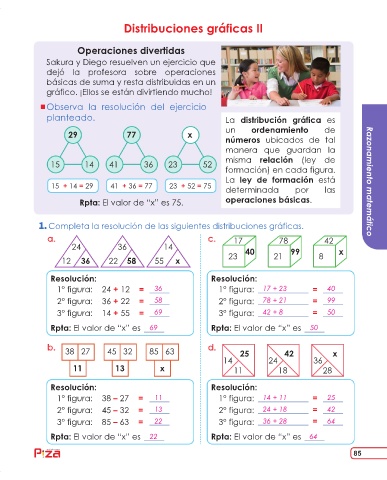 Distribuciones gráficas II
Operaciones divertidas
Sakura y Diego resuelven un ejercicio que
dejó la profesora sobre operaciones
básicas de suma y resta distribuidas en un
gráfico. ¡Ellos se están divirtiendo mucho!
Observa la resolución del ejercicio
planteado.
29 77 x
15 14 41 36 23 52
15 + 14 = 29 41 + 36 = 77 23 + 52 = 75
Rpta: El valor de “x” es 75.
La distribución gráfica es
un ordenamiento de
números ubicados de tal
manera que guardan la
misma relación (ley de
formación) en cada figura.
La ley de formación está
determinada por las
operaciones básicas.
Razonamiento matemático
1. Completa la resolución de las siguientes distribuciones gráficas.
a.
24 36 14
12 36 22 58 55 x
Resolución:
1° figura: 24 + 12 = 36
2° figura: 36 + 22 = 58
3° figura: 14 + 55 = 69
Rpta: El valor de “x” es 69
c.
17 78 42
40 99 x
23 21 8
Resolución:
1° figura: 17 + 23 = 40
2° figura: 78 + 21 = 99
3° figura: 42 + 8 = 50
Rpta: El valor de “x” es 50
b.
38 27 45 32 85 63
11 13 x
Resolución:
1° figura: 38 – 27 = 11
2° figura: 45 – 32 = 13
3° figura: 85 – 63 = 22
Rpta: El valor de “x” es 22
d.
25 42 x
14 24 36
11 18 28
Resolución:
1° figura: 14 + 11 = 25
2° figura: 24 + 18 = 42
3° figura: 36 + 28 = 64
Rpta: El valor de “x” es 64
Pizza
85